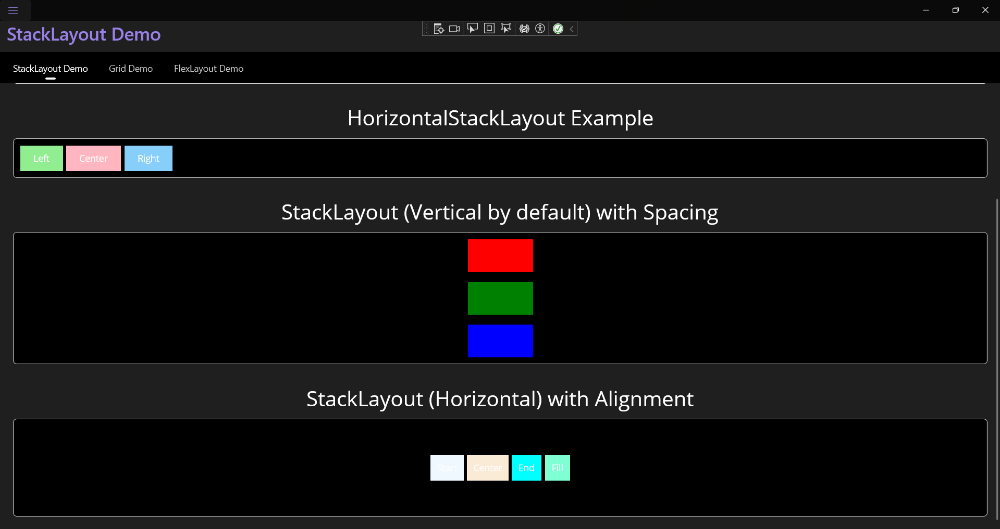 StackLayout Demo
StackLayout Demo Grid Demo FlexLayout Demo
HorizontalStackLayout Example
Left Center Right
StackLayout (Vertical by default) with Spacing
StackLayout (Horizontal) with Alignment
Start Center End Fill